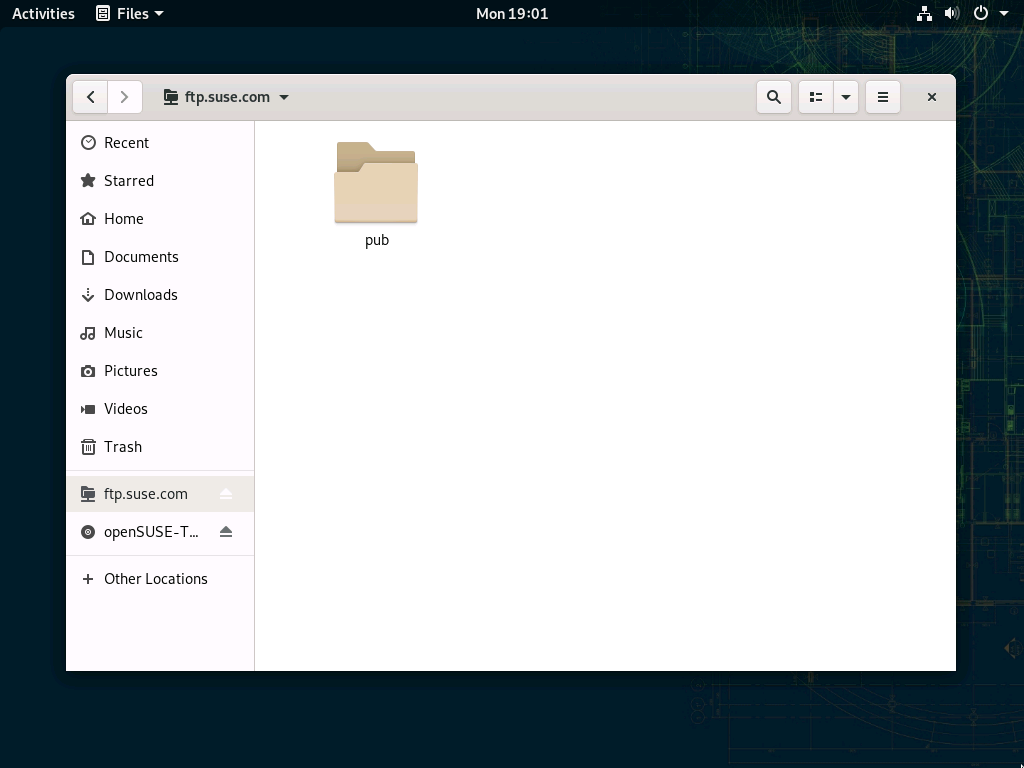 Activities Files Mon 19:01
ftp.suse.com
Recent
Starred
Home
Documents
Downloads
Music
Pictures
Videos
Trash
ftp.suse.com
openSUSE-T...
Other Locations
pub